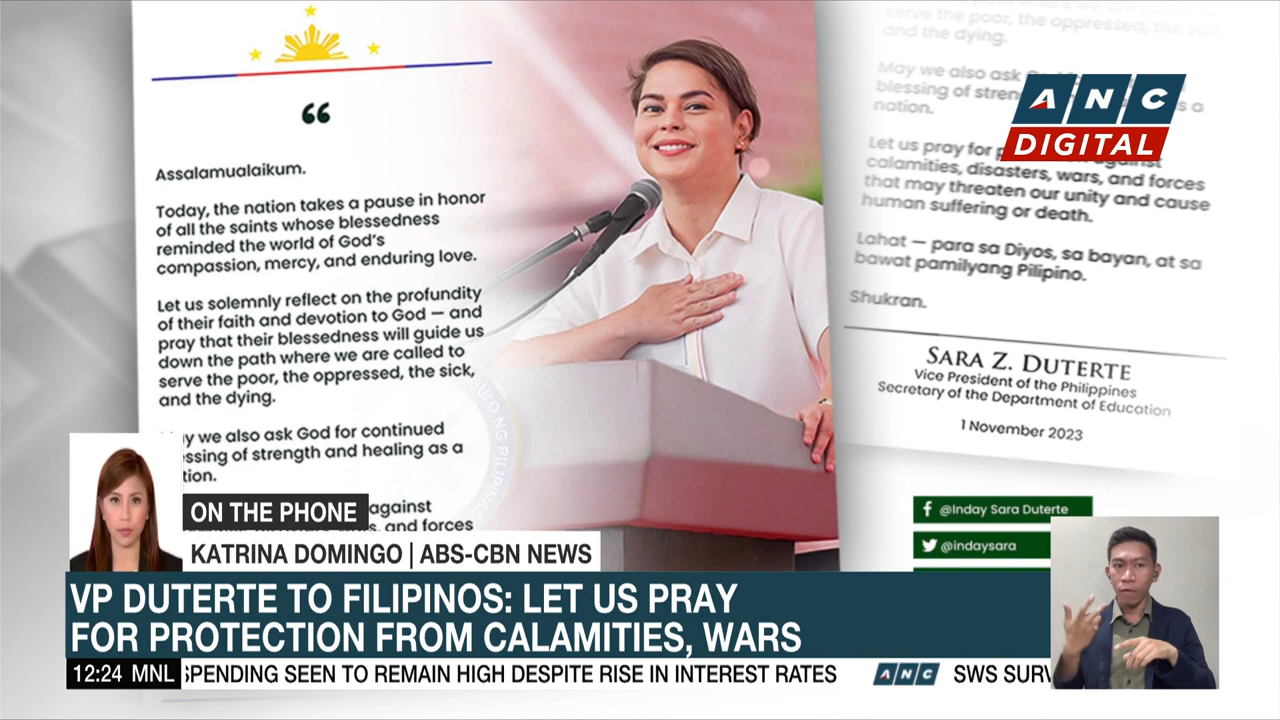 “
Assalamualaikum.
Today, the nation takes a pause in honor
of all the saints whose blessedness
reminded the world of God’s
compassion, mercy, and enduring love.
Let us solemnly reflect on the profundity
of their faith and devotion to God — and
pray that their blessedness will guide us
down the path where we are called to
serve the poor, the oppressed, the sick,
and the dying.
we also ask God for continued
of strength and healing as a
against
and forces
serve the poor, the oppressed, the sick,
and the dying.
May we also ask
blessing of
as a
nation.
Let us pray for against
calamities, disasters, wars, and forces
that may threaten our unity and cause
human suffering or death.
Lahat — para sa Diyos, sa bayan, at sa
bawat pamilyang Pilipino.
Shukran.
SARA Z. DUTERTE
Vice President of the Philippines
Secretary of the Department of Education
1 November 2023
@Inday Sara Duterte
@indaysara
ANC
DIGITAL
ON THE PHONE
KATRINA DOMINGO | ABS-CBN NEWS
VP DUTERTE TO FILIPINOS: LET US PRAY
FOR PROTECTION FROM CALAMITIES, WARS
12:24 MNL SPENDING SEEN TO REMAIN HIGH DESPITE RISE IN INTEREST RATES ANC SWS